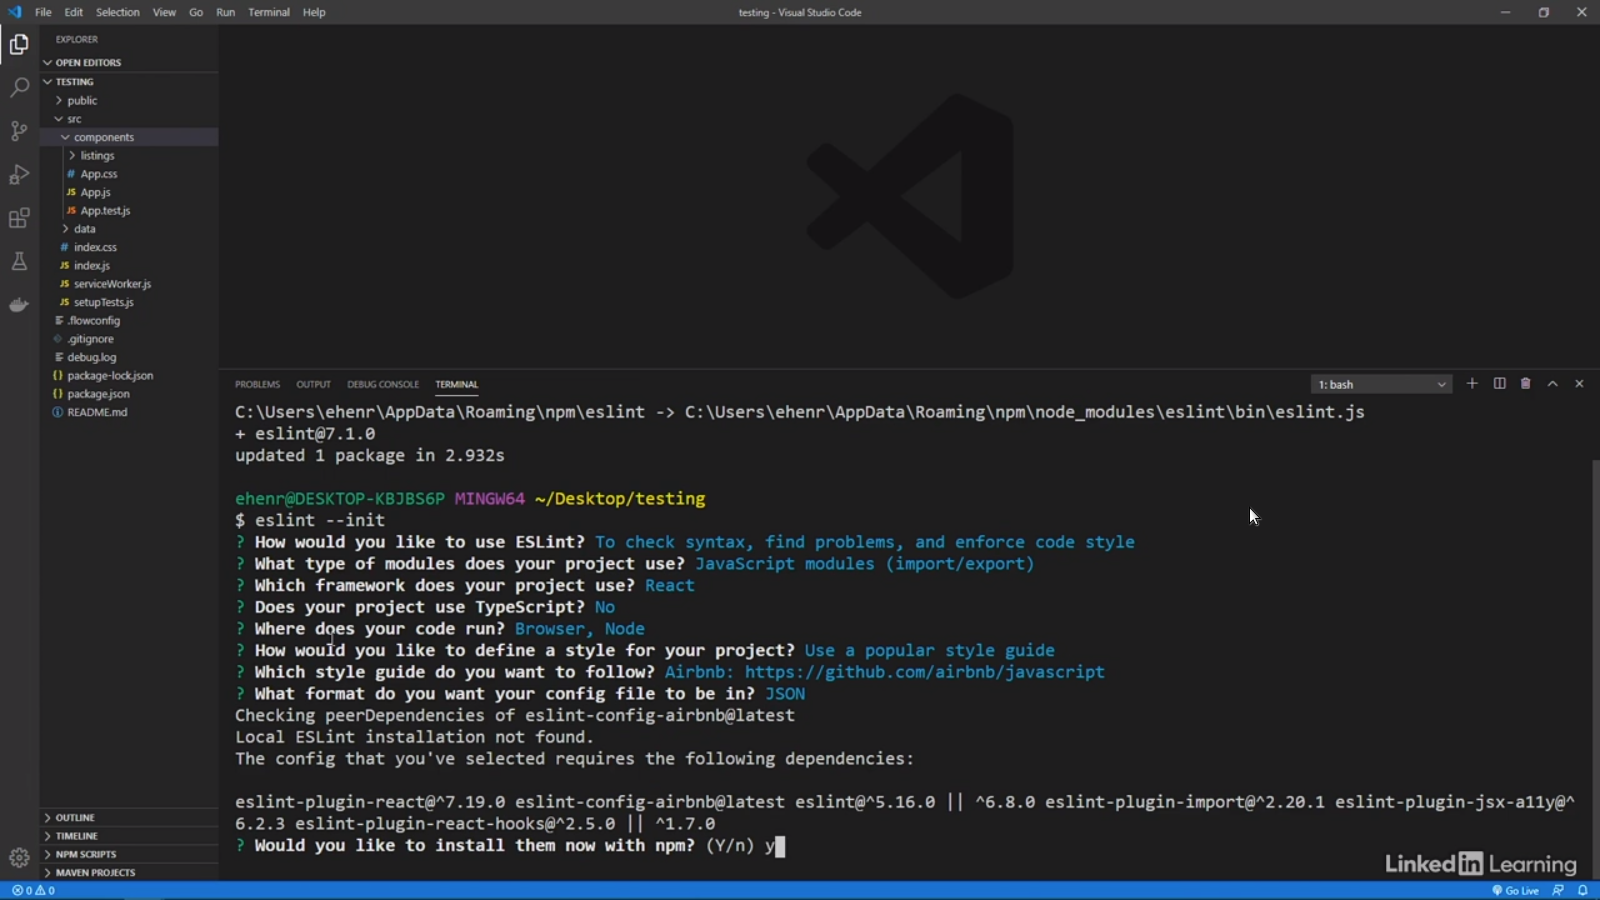 File Edit Selection View Go Run Terminal Help
testing - Visual Studio Code
EXPLORER
OPEN EDITORS
TESTING
public
src
components
listings
# App.css
JS App.js
JS App.test.js
data
# index.css
JS index.js
JS serviceWorker.js
JS setupTests.js
.flowconfig
.gitignore
debug.log
{} package-lock.json
{} package.json
README.md
OUTLINE
TIMELINE
NPM SCRIPTS
MAVEN PROJECTS
PROBLEMS OUTPUT DEBUG CONSOLE TERMINAL
1: bash
C:\Users\ehenr\AppData\Roaming\npm\eslint -> C:\Users\ehenr\AppData\Roaming\npm\node_modules\eslint\bin\eslint.js
+ eslint@7.1.0
updated 1 package in 2.932s
ehenr@DESKTOP-KBJBS6P MINGW64 ~/Desktop/testing
$ eslint --init
? How would you like to use ESLint? To check syntax, find problems, and enforce code style
? What type of modules does your project use? JavaScript modules (import/export)
? Which framework does your project use? React
? Does your project use TypeScript? No
? Where does your code run? Browser, Node
? How would you like to define a style for your project? Use a popular style guide
? Which style guide do you want to follow? Airbnb: https://github.com/airbnb/javascript
? What format do you want your config file to be in? JSON
Checking peerDependencies of eslint-config-airbnb@latest
Local ESLint installation not found.
The config that you've selected requires the following dependencies:
eslint-plugin-react@^7.19.0 eslint-config-airbnb@latest eslint@^5.16.0 || ^6.8.0 eslint-plugin-import@^2.20.1 eslint-plugin-jsx-a11y@^
6.2.3 eslint-plugin-react-hooks@^2.5.0 || ^1.7.0
? Would you like to install them now with npm? (Y/n) y
LinkedIn Learning
0 0
Go Live